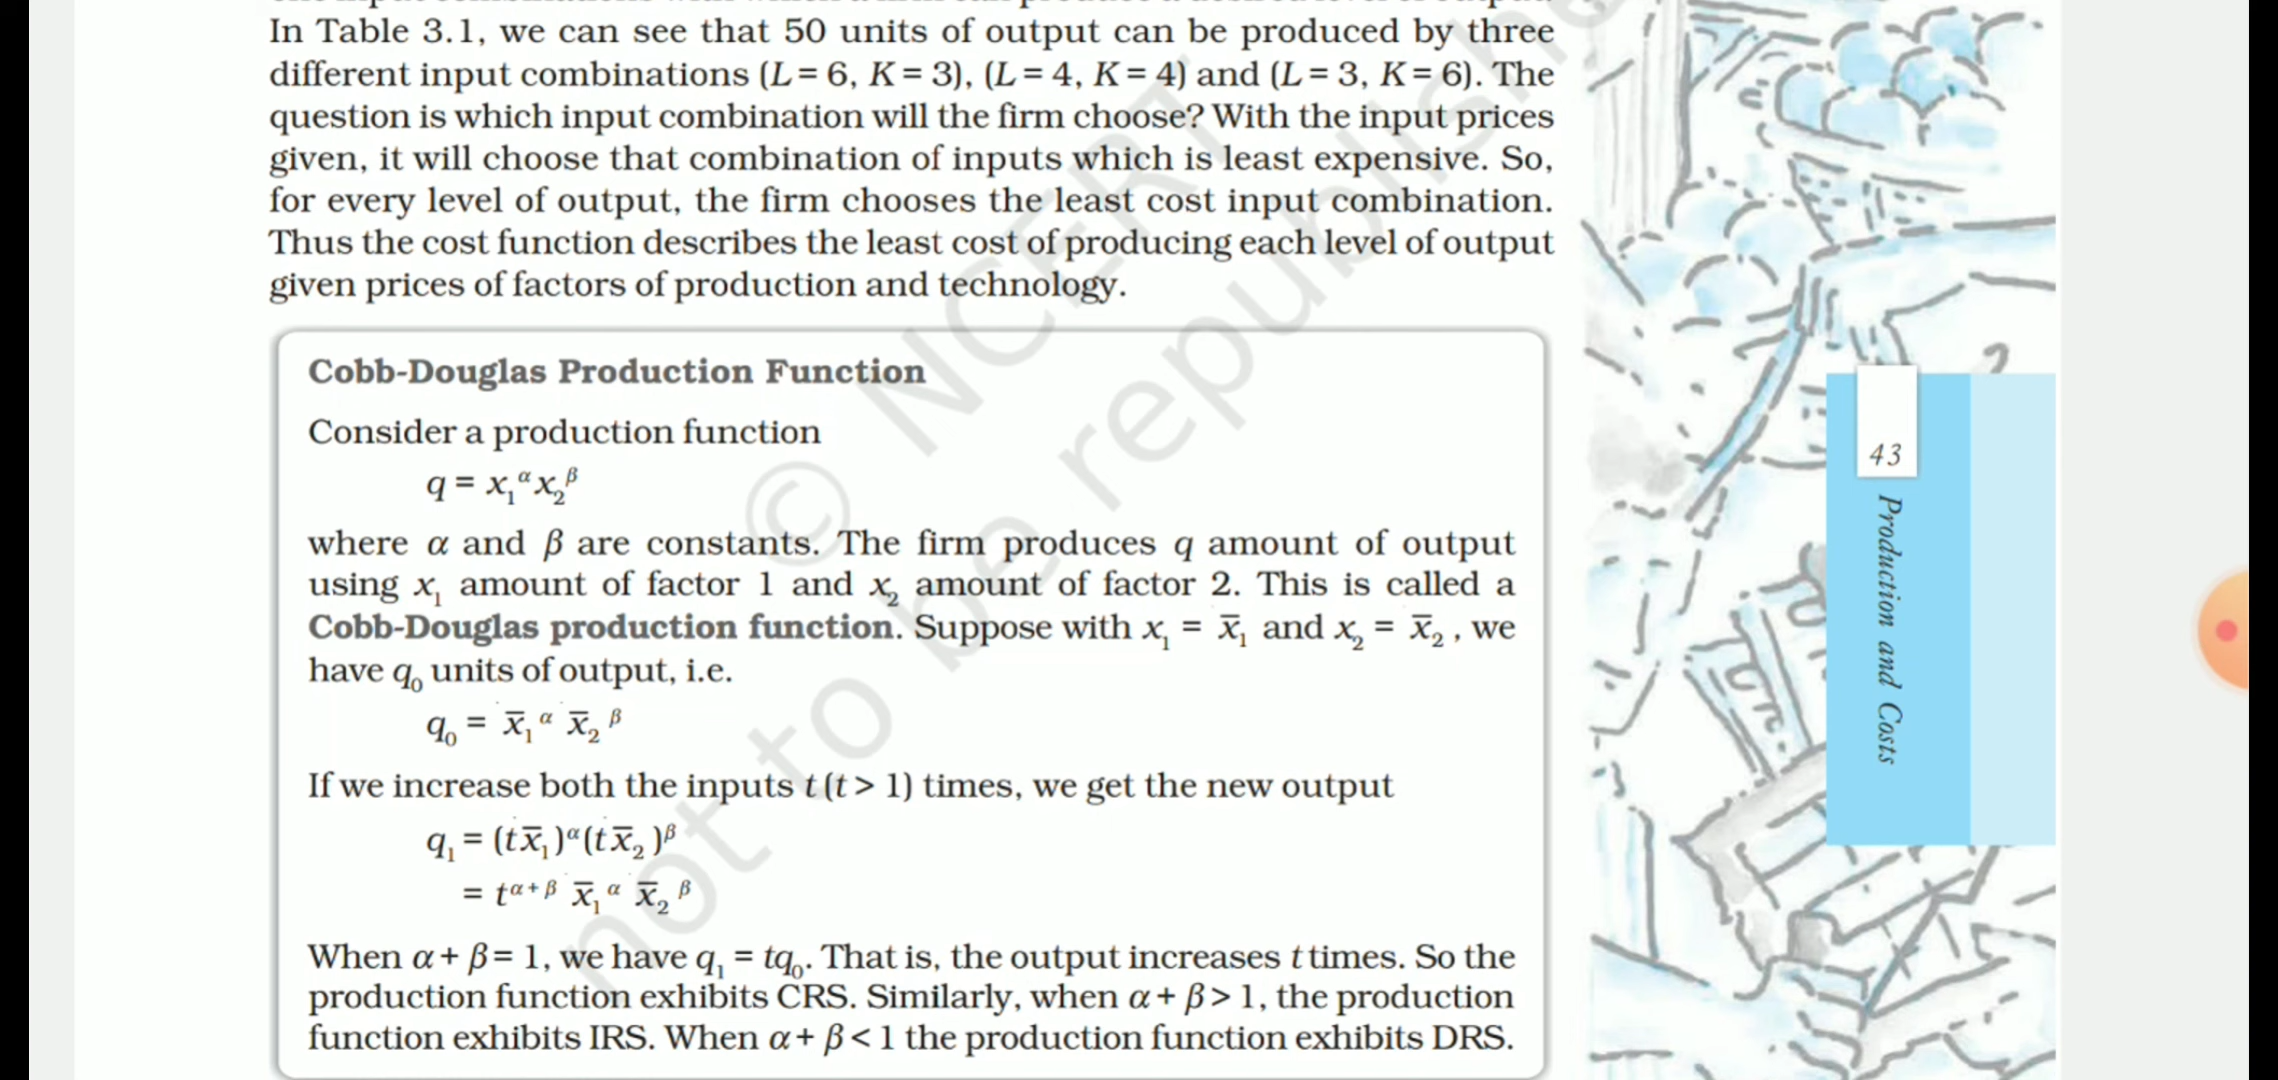 In Table 3.1, we can see that 50 units of output can be produced by three
different input combinations (L = 6, K = 3), (L = 4, K = 4) and (L = 3, K = 6). The
question is which input combination will the firm choose? With the input prices
given, it will choose that combination of inputs which is least expensive. So,
for every level of output, the firm chooses the least cost input combination.
Thus the cost function describes the least cost of producing each level of output
given prices of factors of production and technology.
Cobb-Douglas Production Function
Consider a production function
q = x₁^α x₂^β
where α and β are constants. The firm produces q amount of output
using x₁ amount of factor 1 and x₂ amount of factor 2. This is called a
Cobb-Douglas production function. Suppose with x₁ = x̅₁ and x₂ = x̅₂ , we
have q₀ units of output, i.e.
q₀ = x̅₁^α x̅₂^β
If we increase both the inputs t (t > 1) times, we get the new output
q₁ = (t x̅₁)^α (t x̅₂)^β
= t^(α + β) x̅₁^α x̅₂^β
When α + β = 1, we have q₁ = tq₀. That is, the output increases t times. So the
production function exhibits CRS. Similarly, when α + β > 1, the production
function exhibits IRS. When α + β < 1 the production function exhibits DRS.
43
Production and Costs
© NCERT
not to be republish